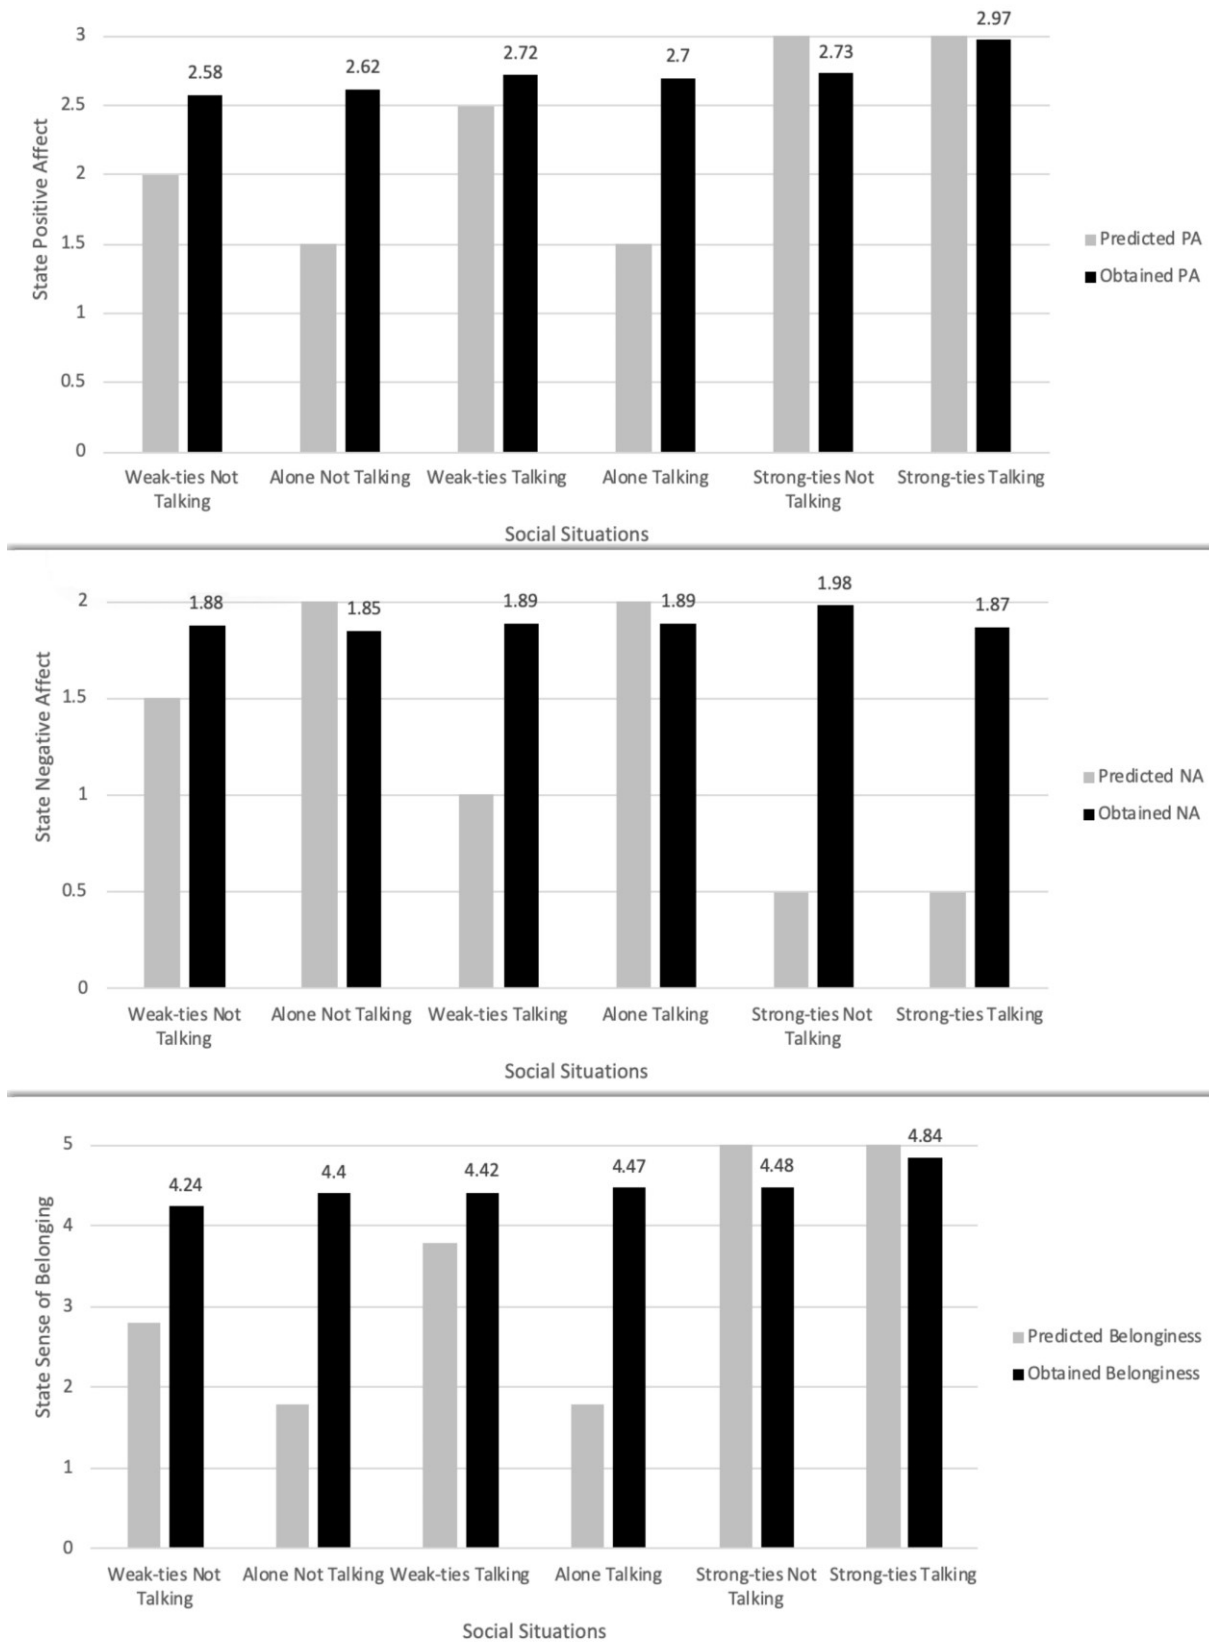 3
2.5
2
1.5
1
0.5
0
State Positive Affect
2.58
2.62
2.72
2.7
2.73
2.97
Weak-ties Not
Talking
Alone Not Talking
Weak-ties Talking
Alone Talking
Strong-ties Not
Talking
Strong-ties Talking
Social Situations
Predicted PA
Obtained PA
2
1.5
1
0.5
0
State Negative Affect
1.88
1.85
1.89
1.89
1.98
1.87
Weak-ties Not
Talking
Alone Not Talking
Weak-ties Talking
Alone Talking
Strong-ties Not
Talking
Strong-ties Talking
Social Situations
Predicted NA
Obtained NA
5
4
3
2
1
0
State Sense of Belonging
4.24
4.4
4.42
4.47
4.48
4.84
Weak-ties Not
Talking
Alone Not Talking
Weak-ties Talking
Alone Talking
Strong-ties Not
Talking
Strong-ties Talking
Social Situations
Predicted Belonginess
Obtained Belonginess